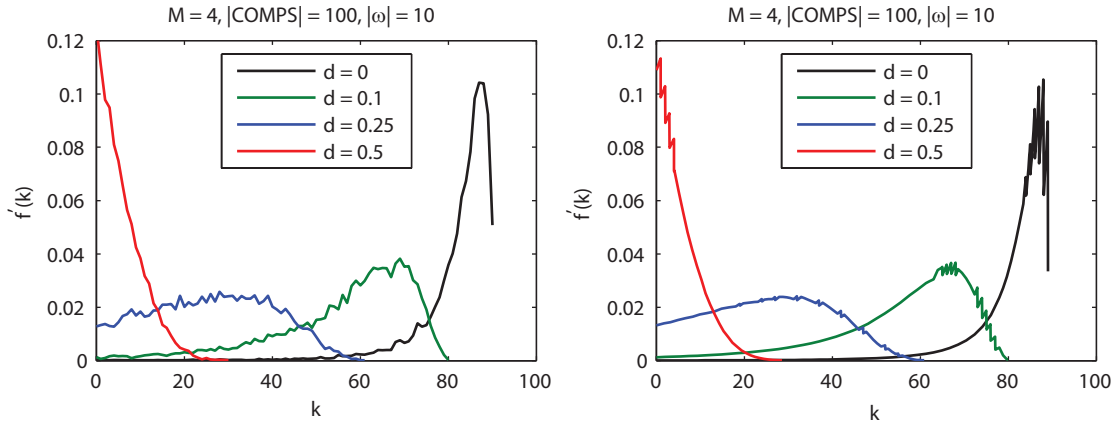 M = 4, |COMPS| = 100, |ω| = 10
0.12
0.1
0.08
0.06
0.04
0.02
0
f′(k)
d = 0
d = 0.1
d = 0.25
d = 0.5
0 20 40 60 80 100
k
M = 4, |COMPS| = 100, |ω| = 10
0.12
0.1
0.08
0.06
0.04
0.02
0
f′(k)
d = 0
d = 0.1
d = 0.25
d = 0.5
0 20 40 60 80 100
k